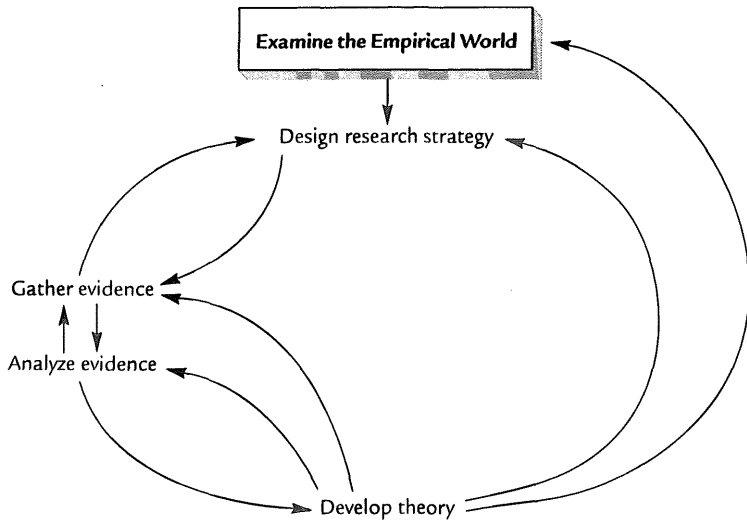 Examine the Empirical World
Design research strategy
Gather evidence
Analyze evidence
Develop theory